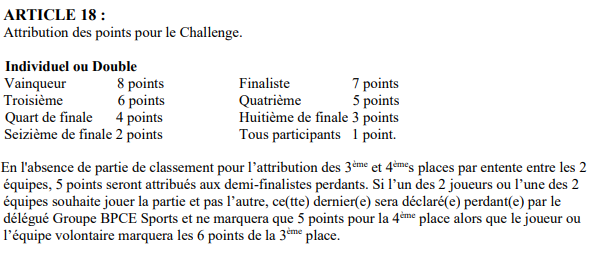 ARTICLE 18 :
Attribution des points pour le Challenge.
Individuel ou Double
Vainqueur 8 points Finaliste 7 points
Troisième 6 points Quatrième 5 points
Quart de finale 4 points Huitième de finale 3 points
Seizième de finale 2 points Tous participants 1 point.
En l'absence de partie de classement pour l'attribution des 3ème et 4èmes places par entente entre les 2
équipes, 5 points seront attribués aux demi-finalistes perdants. Si l'un des 2 joueurs ou l'une des 2
équipes souhaite jouer la partie et pas l'autre, ce(tte) dernier(e) sera déclaré(e) perdant(e) par le
délégué Groupe BPCE Sports et ne marquera que 5 points pour la 4ème place alors que le joueur ou
l'équipe volontaire marquera les 6 points de la 3ème place.